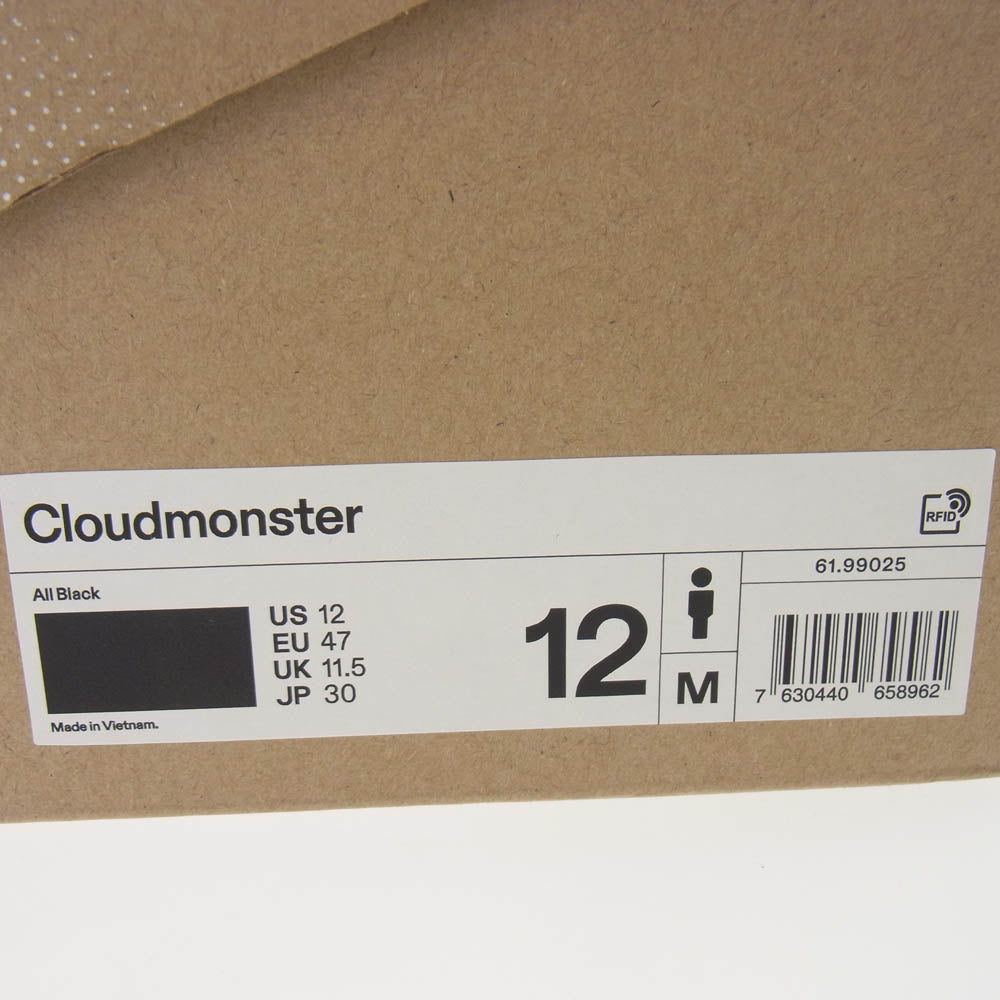 Cloudmonster
RFID
All Black
US 12
EU 47
UK 11.5
JP 30
Made in Vietnam.
12
M
61.99025
7 630440 658962